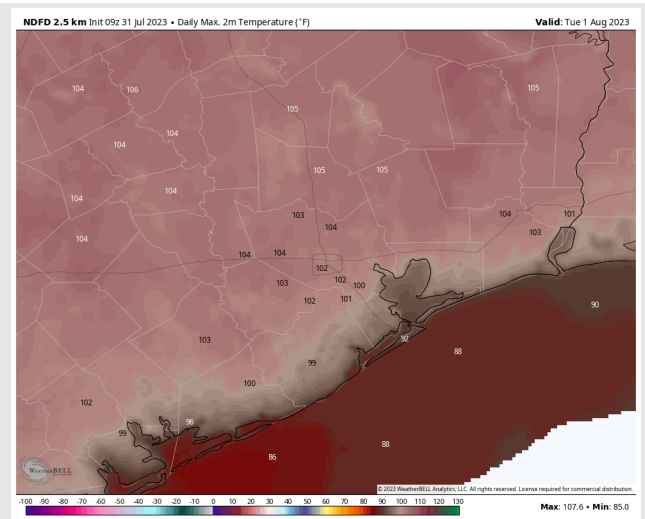 NDFD 2.5 km Init 09z 31 Jul 2023 • Daily Max. 2m Temperature (°F) Valid: Tue 1 Aug 2023
104 106 105
105
104 104
105 105
104 104
103 104 101
104 103
104
104 104
102
103 102 100
102 101
90
92
103 88
99
100
102
96
99
88
86
WEATHERBELL
© 2023 WeatherBELL Analytics, LLC. All rights reserved. License required for commercial distribution.
-100 -90 -80 -70 -60 -50 -40 -30 -20 -10 0 10 20 30 40 50 60 70 80 90 100 110 120 130
Max: 107.6 • Min: 85.0